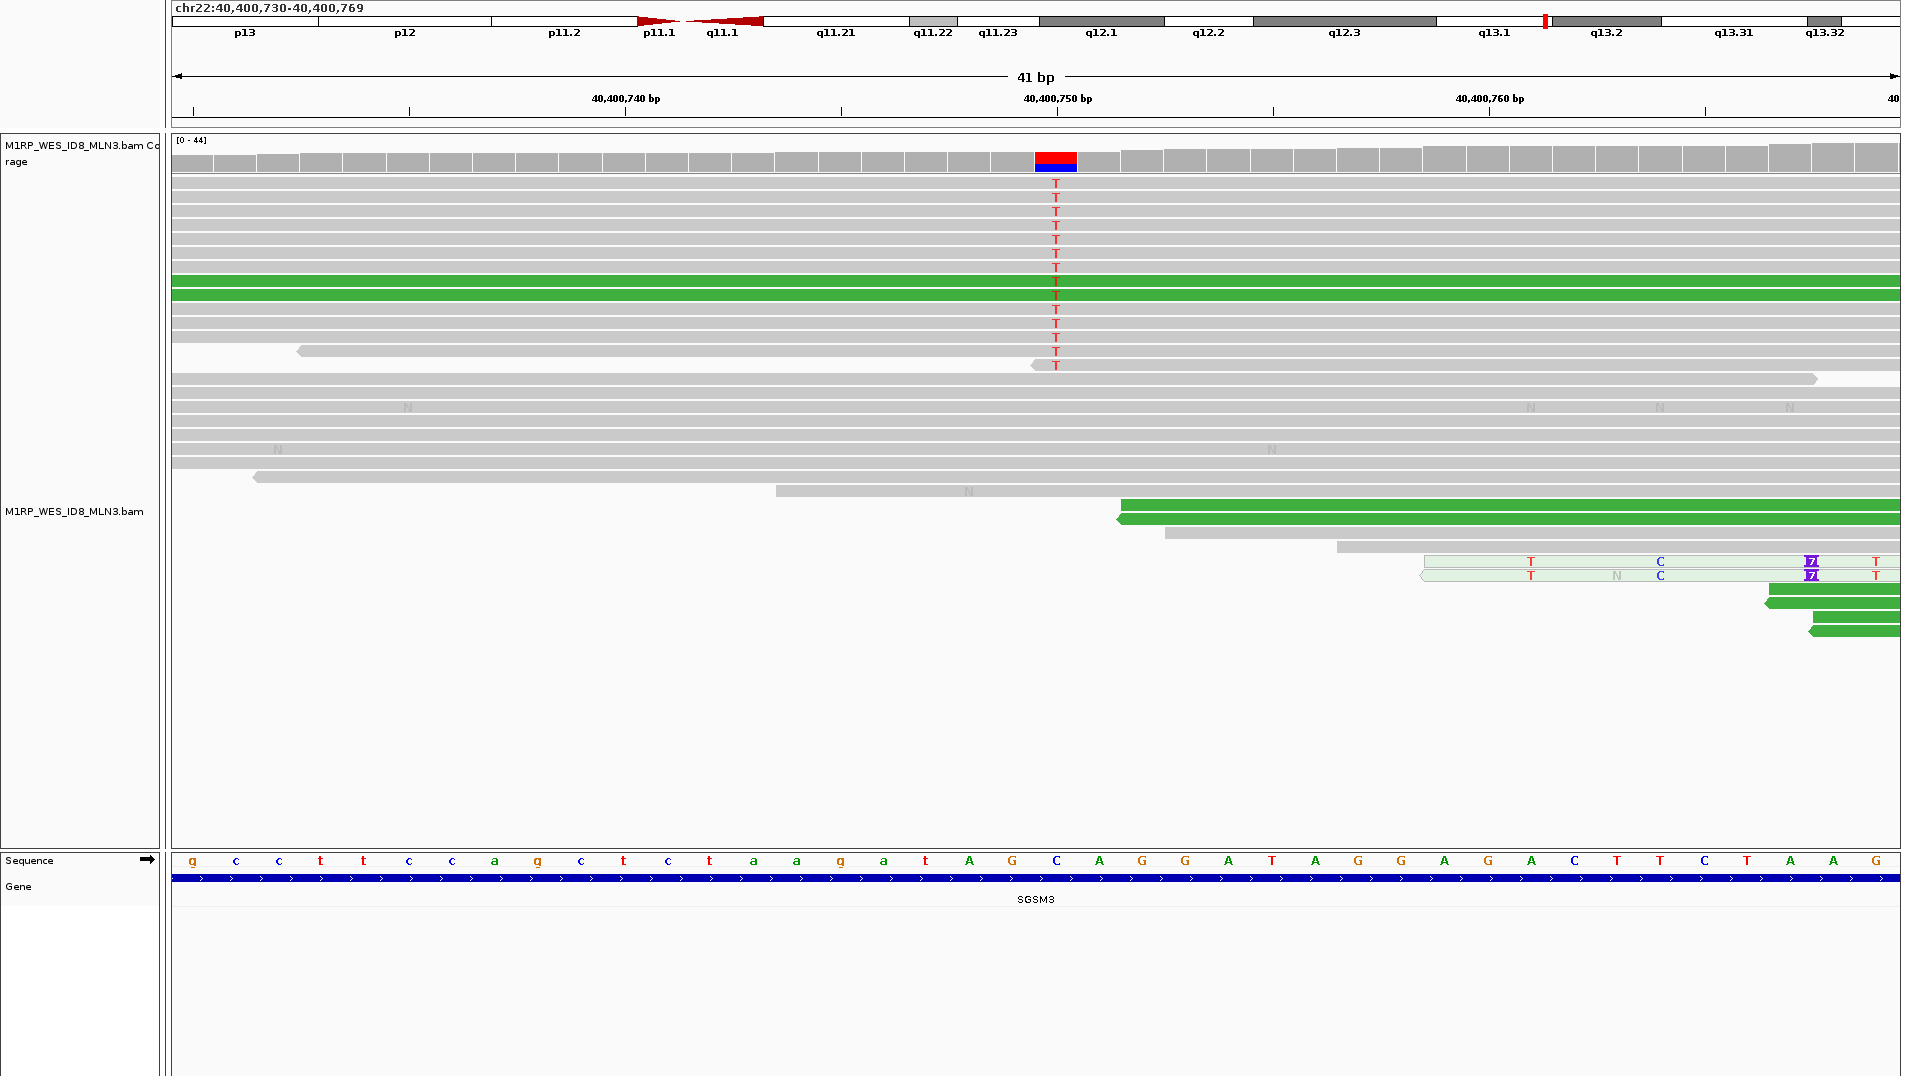 chr22:40,400,730-40,400,769
p13 p12 p11.2 p11.1 q11.1 q11.21 q11.22 q11.23 q12.1 q12.2 q12.3 q13.1 q13.2 q13.31 q13.32
41 bp
40,400,740 bp 40,400,750 bp 40,400,760 bp 40
M1RP_WES_ID8_MLN3.bam Co
rage
[0 - 44]
T
T
T
T
T
T
T
T
T
T
T
T
T
T
N N N N
N N
N
M1RP_WES_ID8_MLN3.bam
T C 7 T
T N C 7 T
Sequence g c c t t c c a g c t c t a a g a t A G C A G G A T A G G A G A C T T C T A A G
Gene
SGSM3